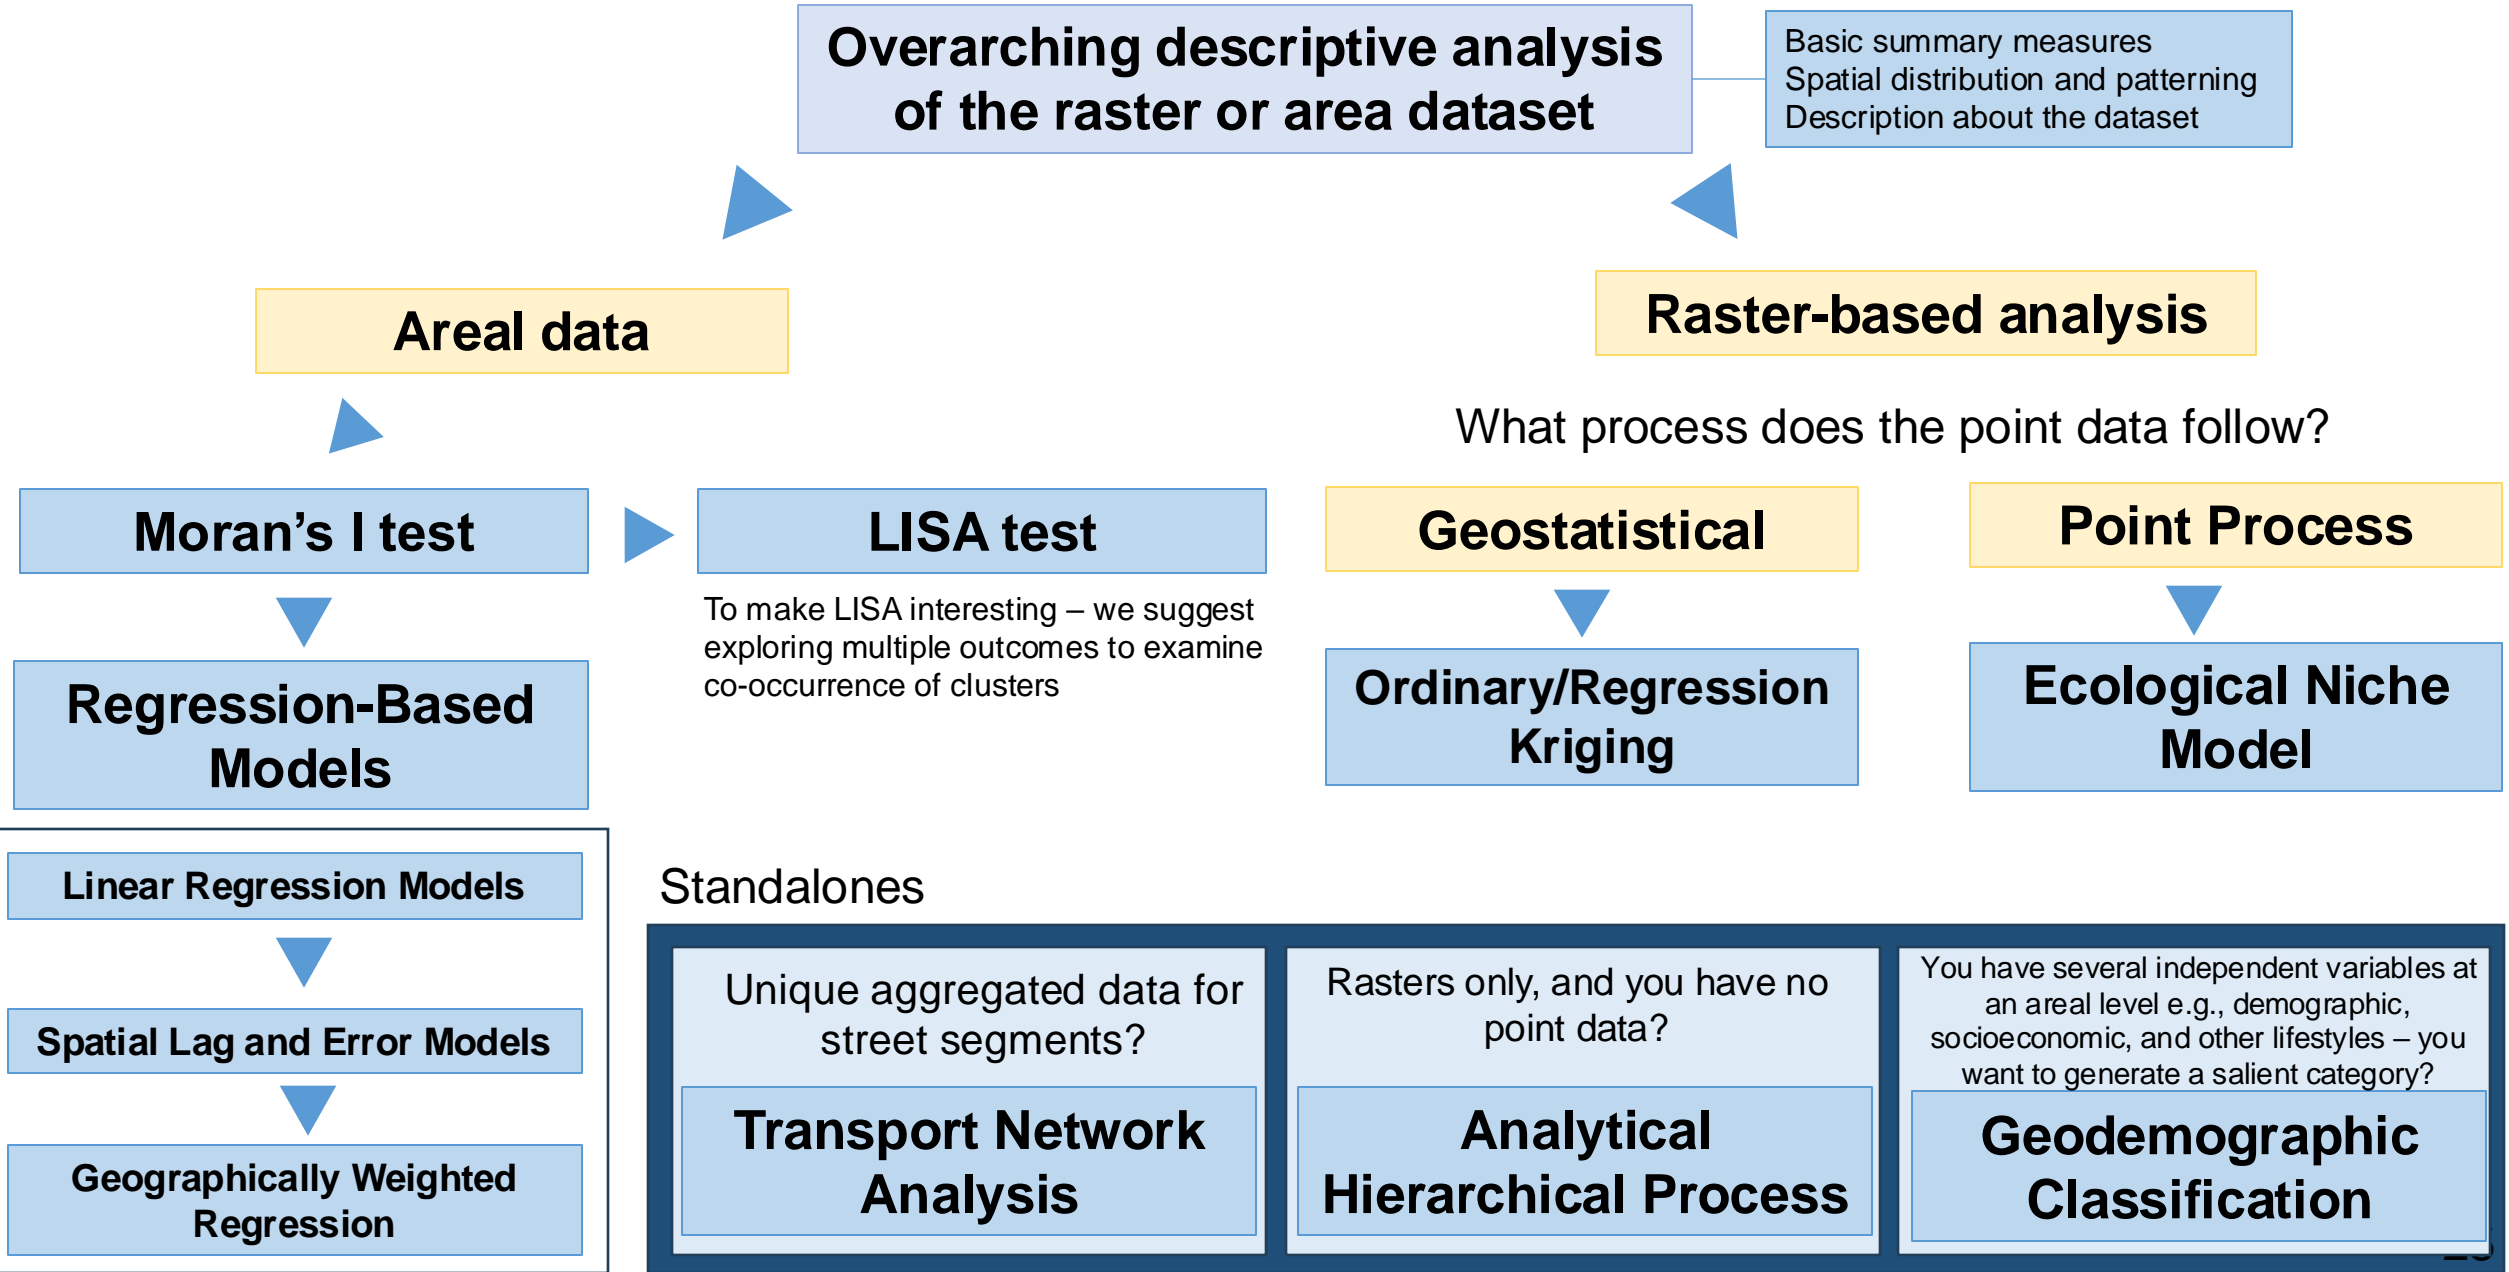 Overarching descriptive analysis
of the raster or area dataset
Basic summary measures
Spatial distribution and patterning
Description about the dataset
Areal data
Raster-based analysis
What process does the point data follow?
Moran’s I test
LISA test
Geostatistical
Point Process
To make LISA interesting – we suggest
exploring multiple outcomes to examine
co-occurrence of clusters
Regression-Based
Models
Ordinary/Regression
Kriging
Ecological Niche
Model
Linear Regression Models
Spatial Lag and Error Models
Geographically Weighted
Regression
Standalones
Unique aggregated data for
street segments?
Transport Network
Analysis
Rasters only, and you have no
point data?
Analytical
Hierarchical Process
You have several independent variables at
an areal level e.g., demographic,
socioeconomic, and other lifestyles – you
want to generate a salient category?
Geodemographic
Classification